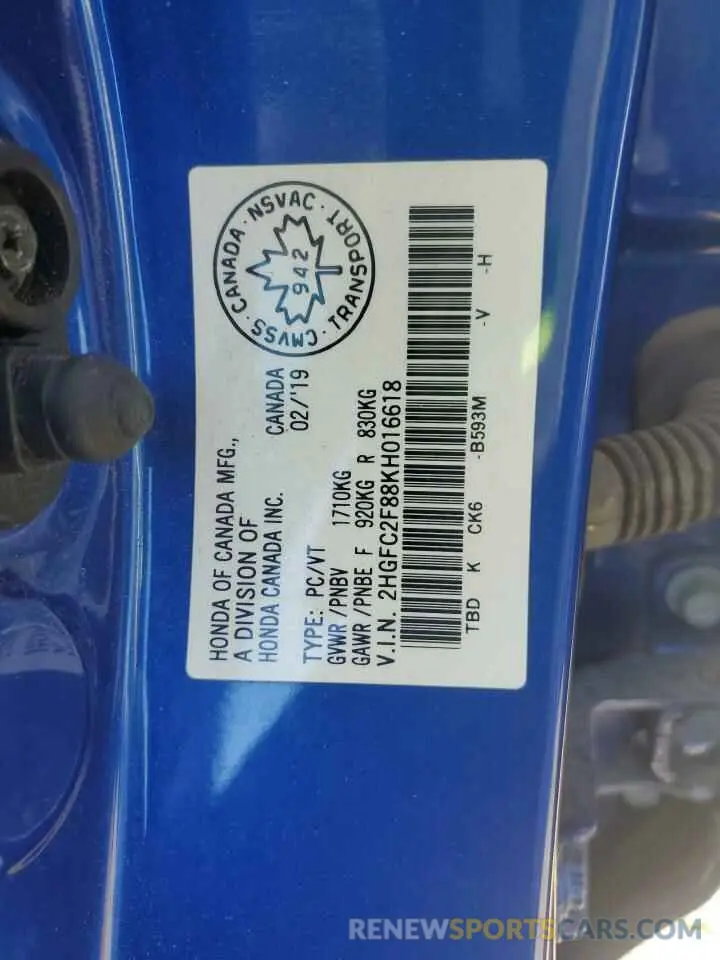 HONDA OF CANADA MFG.,
A DIVISION OF
HONDA CANADA INC.
CANADA
02/'19
TYPE: PC/VT
GVWR/PNBV 1710KG
GAWR/PNBE F 920KG R 830KG
V.I.N. 2HGFC2F88KH016618
TBD K CK6 -B593M -V -H
CANADA · NSVAC · TRANSPORT · CMVSS ·
942
RENEWSPORTSCARS.COM